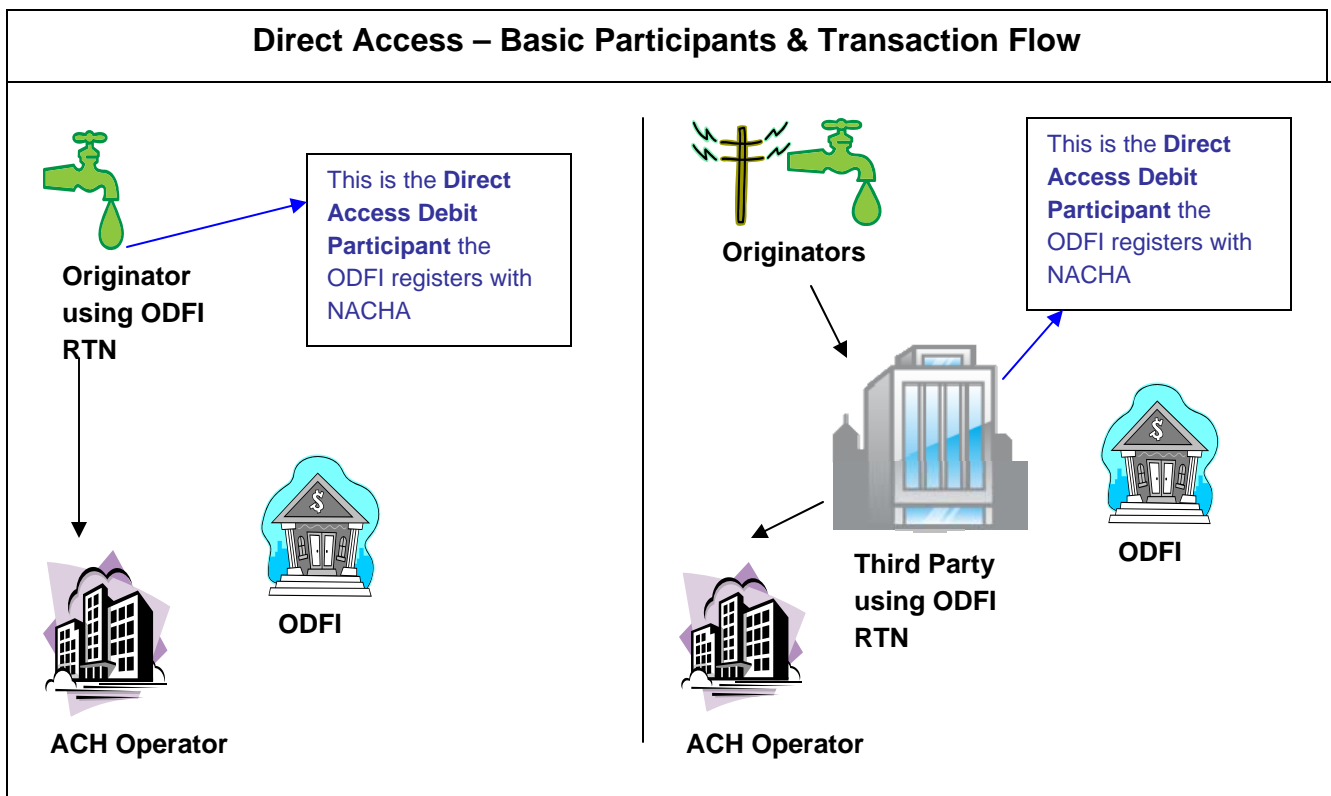 Direct Access – Basic Participants & Transaction Flow
This is the Direct
Access Debit
Participant the
ODFI registers with
NACHA
Originator
using ODFI
RTN
$
ODFI
ACH Operator
This is the Direct
Access Debit
Participant the
ODFI registers with
NACHA
Originators
$
ODFI
Third Party
using ODFI
RTN
ACH Operator